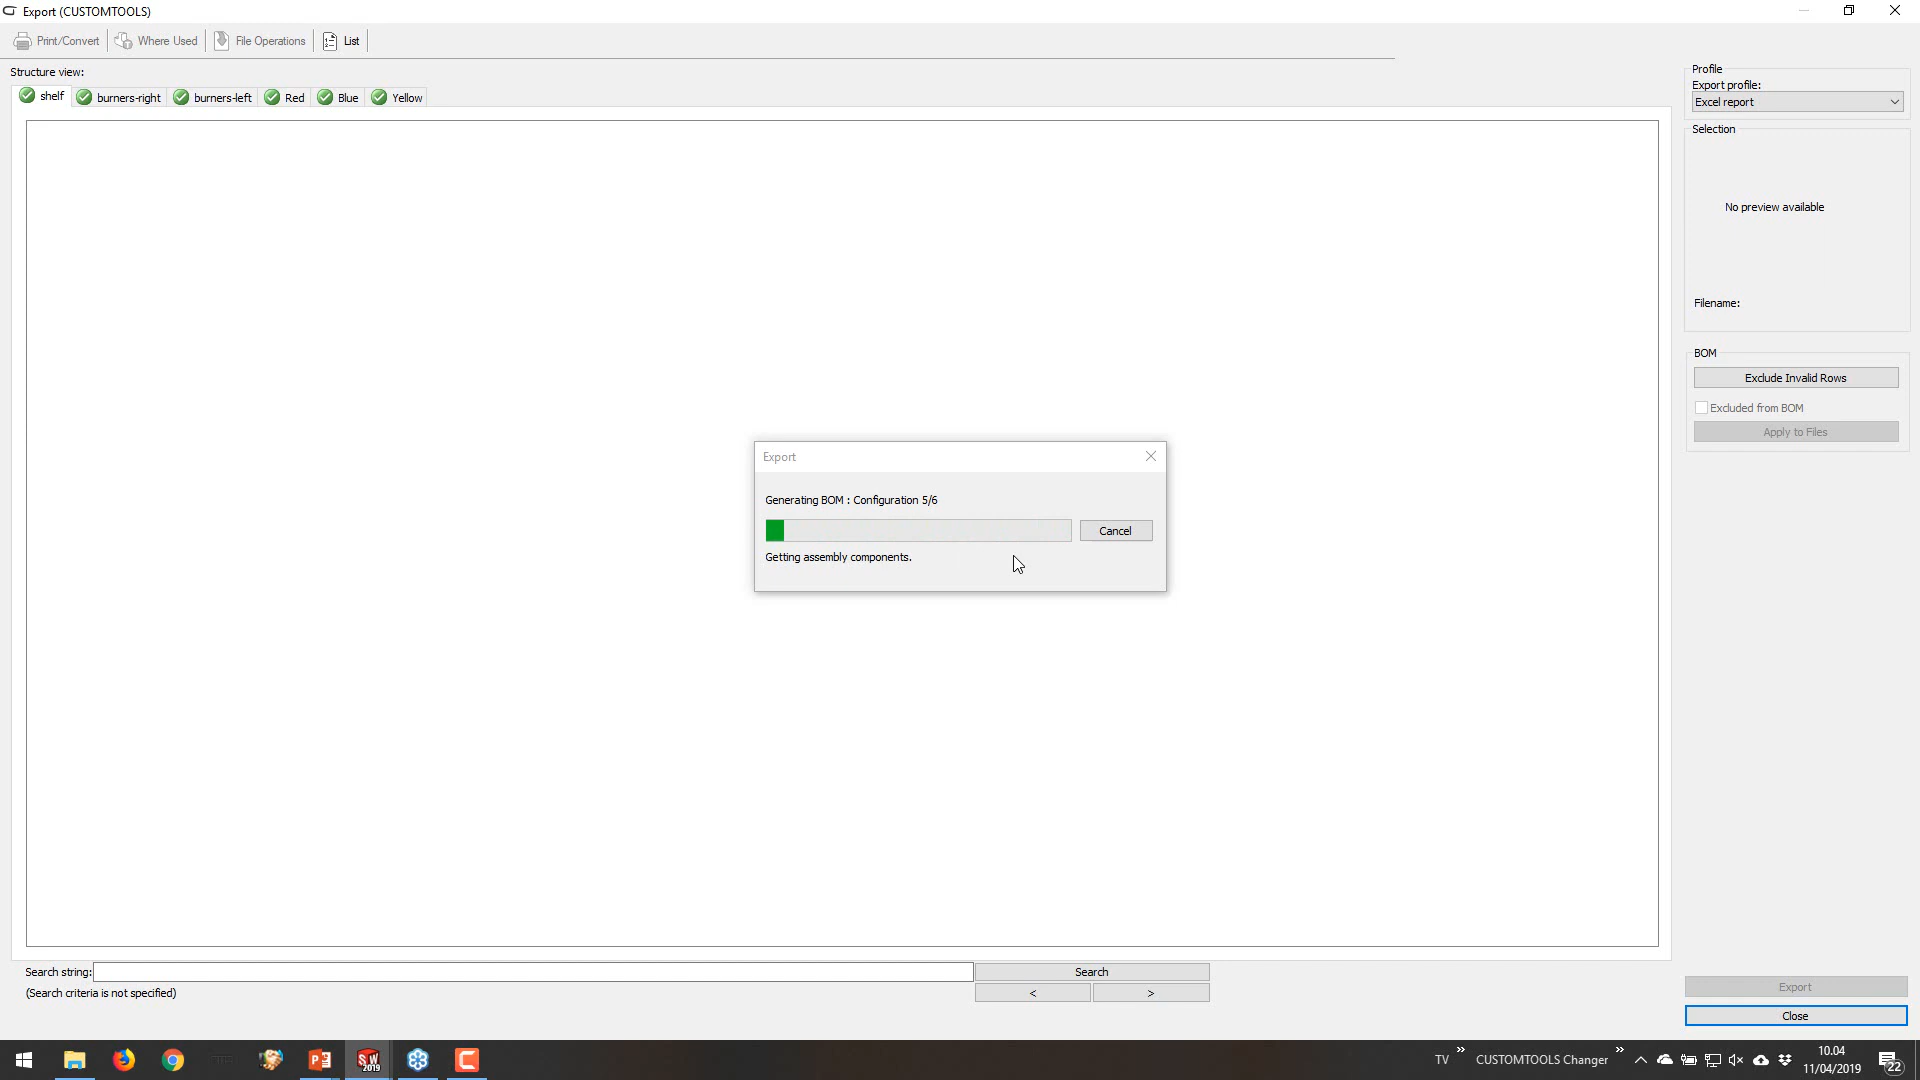 Export (CUSTOMTOOLS)
Print/Convert Where Used File Operations List
Structure view:
shelf burners-right burners-left Red Blue Yellow
Profile
Export profile:
Excel report
Selection
No preview available
Filename:
BOM
Exclude Invalid Rows
Excluded from BOM
Apply to Files
Export
Generating BOM : Configuration 5/6
Cancel
Getting assembly components.
Search string:
Search
(Search criteria is not specified)
< >
Export
Close
TV » CUSTOMTOOLS Changer »
10.04
11/04/2019
22
SW
2019